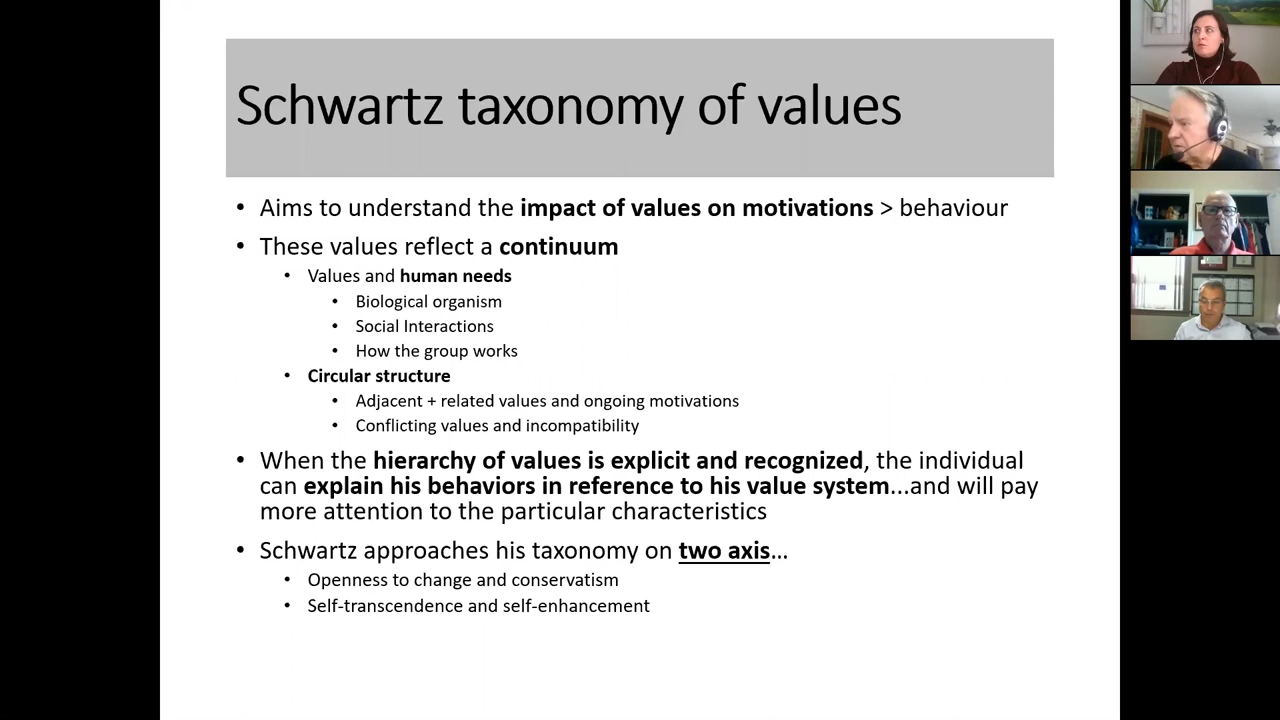 Schwartz taxonomy of values
• Aims to understand the impact of values on motivations > behaviour
• These values reflect a continuum
• Values and human needs
• Biological organism
• Social Interactions
• How the group works
• Circular structure
• Adjacent + related values and ongoing motivations
• Conflicting values and incompatibility
• When the hierarchy of values is explicit and recognized, the individual
can explain his behaviors in reference to his value system...and will pay
more attention to the particular characteristics
• Schwartz approaches his taxonomy on two axis...
• Openness to change and conservatism
• Self-transcendence and self-enhancement